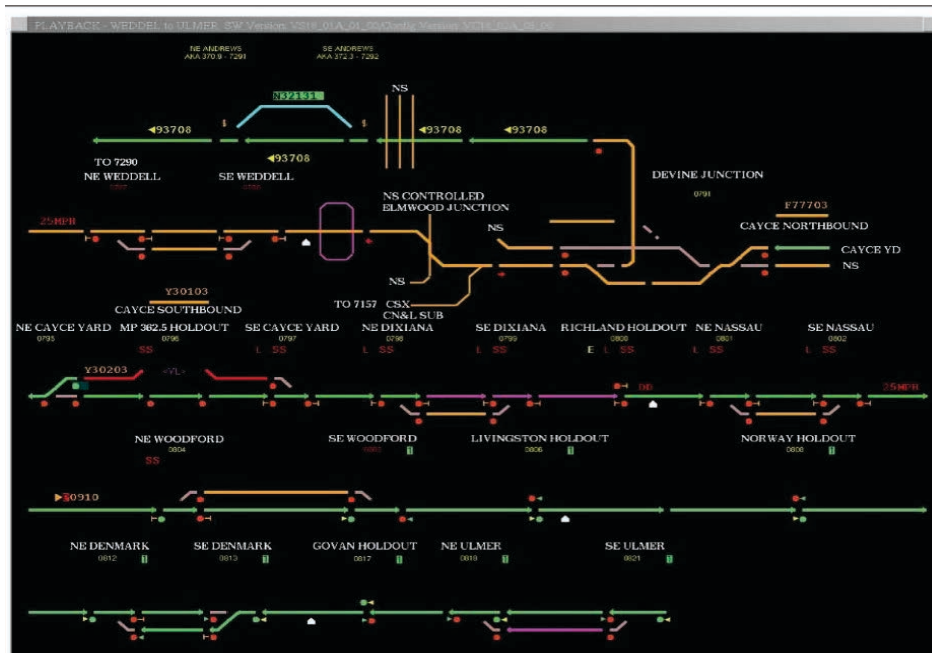 PLAYBACK - WEDDEL to ULMER, SW Version:
NE ANDREWS SE ANDREWS
AKA 370.9 - 7291 AKA 372.3 - 7292
N32131 NS
93708 93708 93708
93708
TO 7290
NE WEDDELL SE WEDDELL DEVINE JUNCTION
0791
NS CONTROLLED
ELMWOOD JUNCTION
F77703
25MPH NS CAYCE NORTHBOUND
CAYCE YD
NS NS
Y30103 TO 7157 CSX
CAYCE SOUTHBOUND CN&L SUB
NE CAYCE YARD MP 362.5 HOLDOUT SE CAYCE YARD NE DIXIANA SE DIXIANA RICHLAND HOLDOUT NE NASSAU SE NASSAU
0795 0796 0797 0798 0799 0800 0801 0802
SS L SS L SS L SS E L SS L SS L SS
Y30203 <VL> DD 25MPH
NE WOODFORD SE WOODFORD LIVINGSTON HOLDOUT NORWAY HOLDOUT
0804 0806 0808
SS
0910
NE DENMARK SE DENMARK GOVAN HOLDOUT NE ULMER SE ULMER
0812 0813 0817 0821